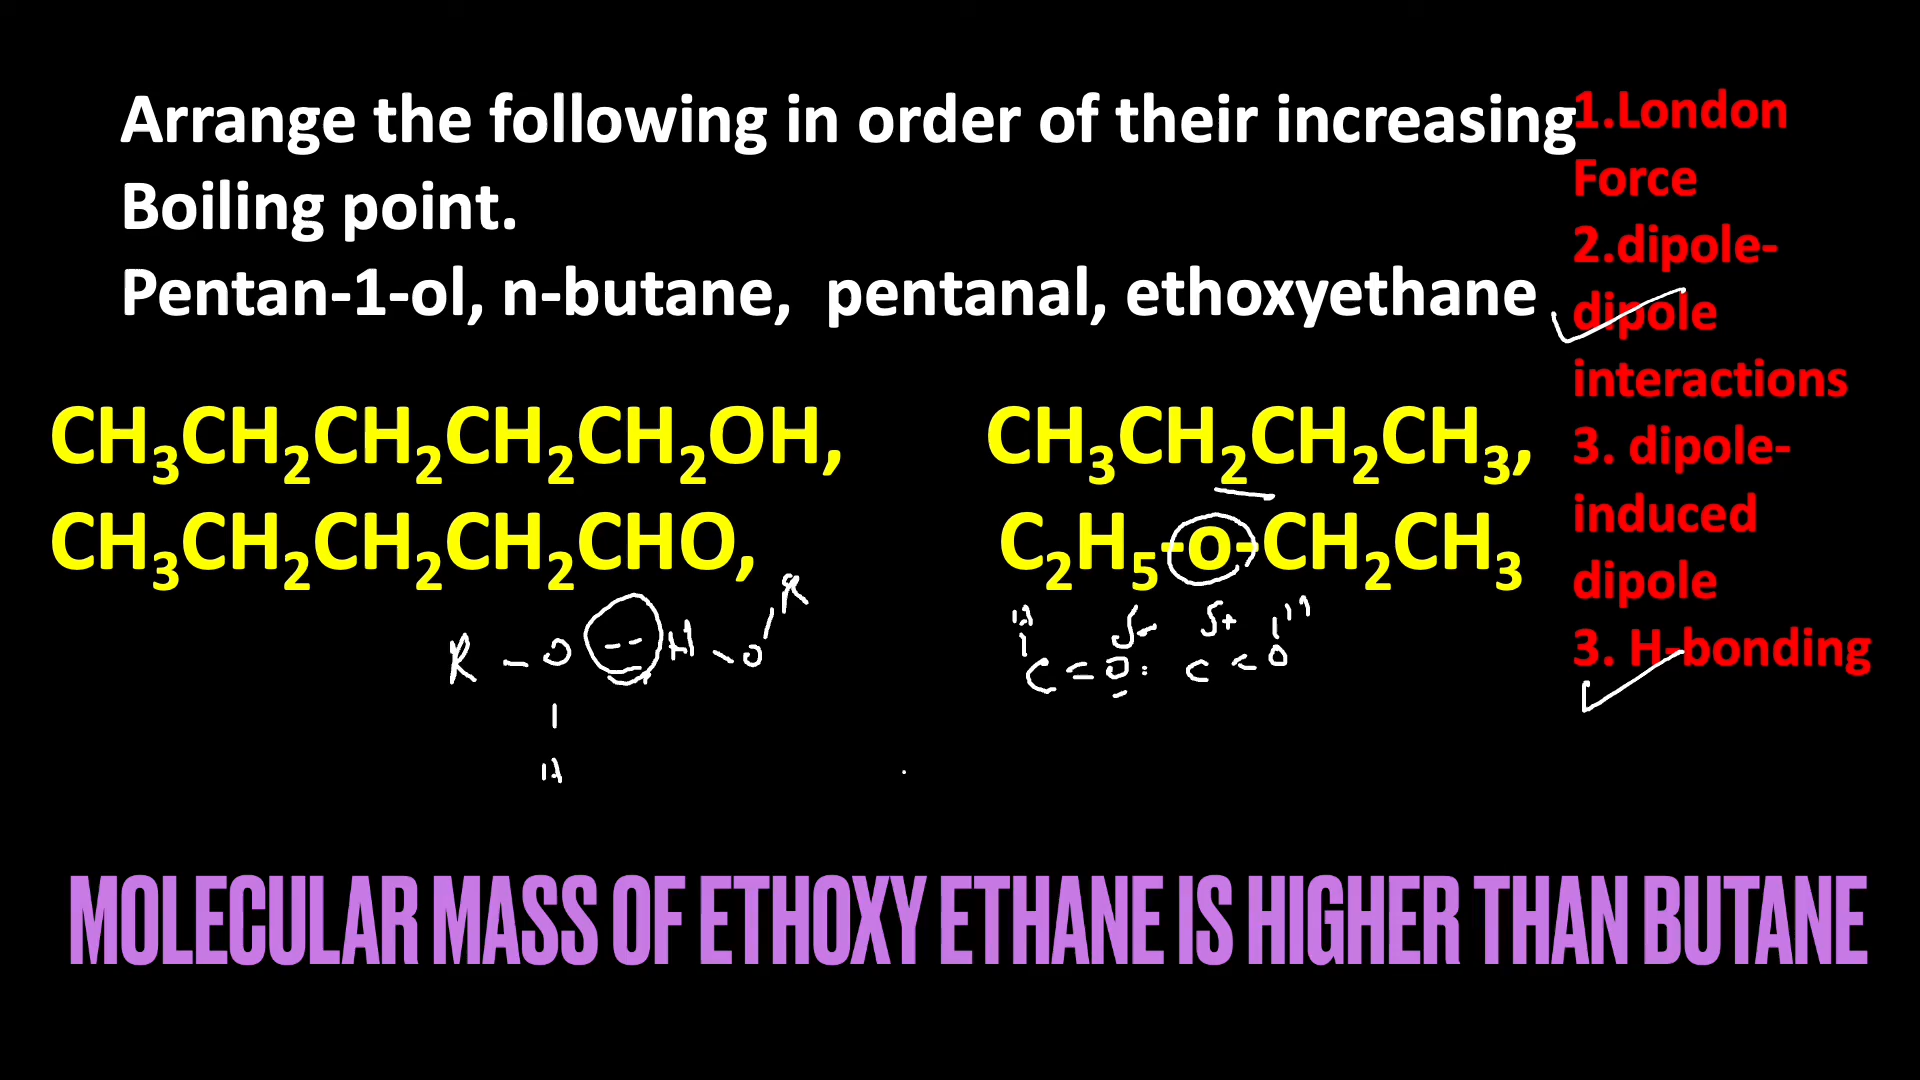 Arrange the following in order of their increasing
Boiling point.
Pentan-1-ol, n-butane, pentanal, ethoxyethane
CH₃CH₂CH₂CH₂CH₂OH, CH₃CH₂CH₂CH₃,
CH₃CH₂CH₂CH₂CHO, C₂H₅-o-CH₂CH₃
1.London
Force
2.dipole-
dipole
interactions
3. dipole-
induced
dipole
3. H-bonding
R
R - O -- H - O
H
H δ- δ+ H
C = O: C = O
MOLECULAR MASS OF ETHOXY ETHANE IS HIGHER THAN BUTANE